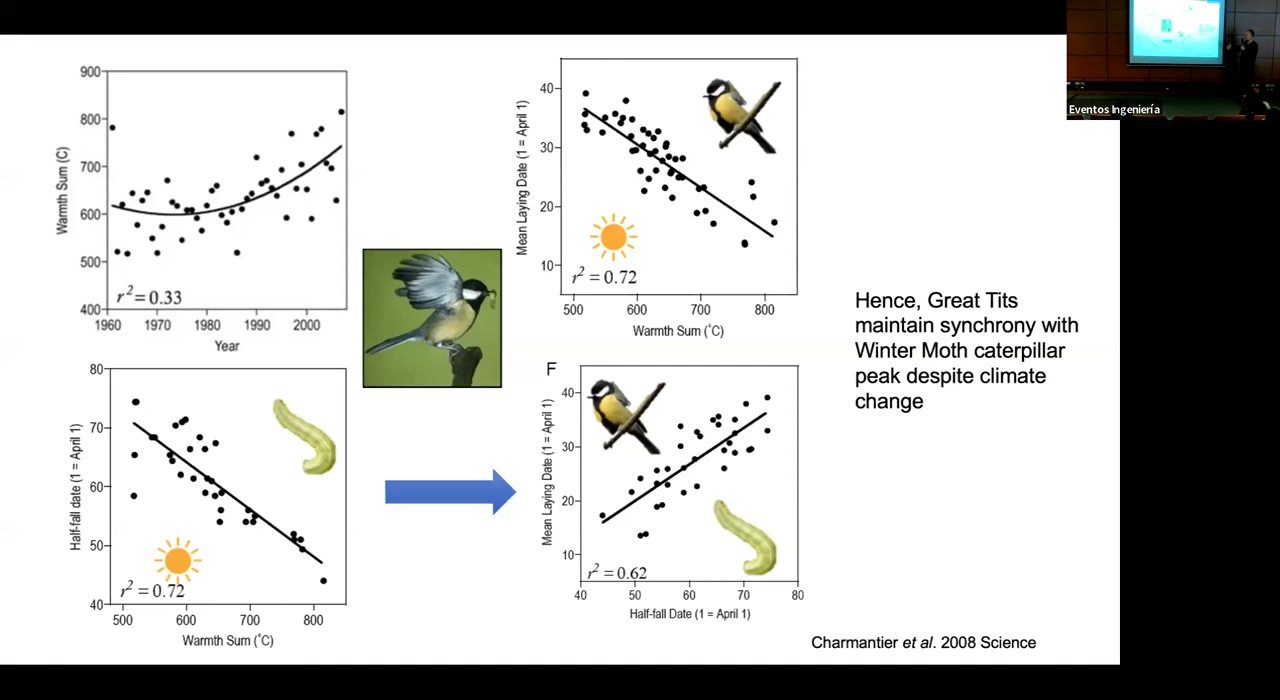 900
800
700
600
500
400
Warmth Sum (C)
r² = 0.33
1960 1970 1980 1990 2000
Year
40
30
20
10
Mean Laying Date (1 = April 1)
r² = 0.72
500 600 700 800
Warmth Sum (°C)
Eventos Ingeniería
Hence, Great Tits
maintain synchrony with
Winter Moth caterpillar
peak despite climate
change
80
70
60
50
40
Half-fall date (1 = April 1)
r² = 0.72
500 600 700 800
Warmth Sum (°C)
F
40
30
20
10
Mean Laying Date (1 = April 1)
r² = 0.62
40 50 60 70 80
Half-fall Date (1 = April 1)
Charmantier et al. 2008 Science